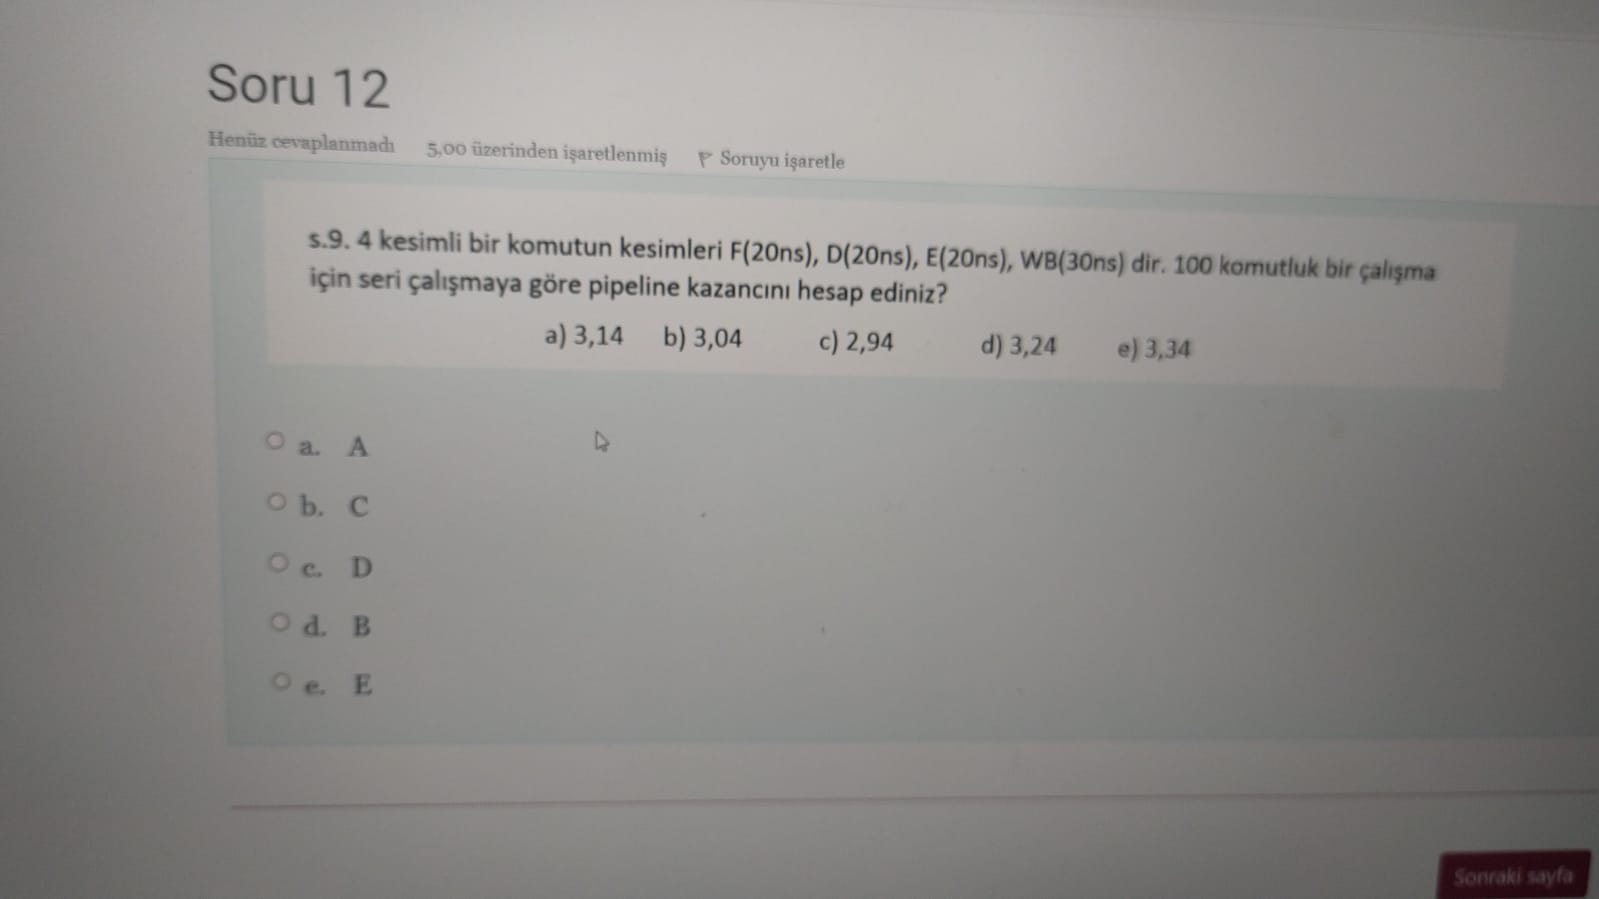 Soru 12
Henüz cevaplanmadı 5,00 üzerinden işaretlenmiş Soruyu işaretle
s.9. 4 kesimli bir komutun kesimleri F(20ns), D(20ns), E(20ns), WB(30ns) dir. 100 komutluk bir çalışma
için seri çalışmaya göre pipeline kazancını hesap ediniz?
a) 3,14 b) 3,04 c) 2,94 d) 3,24 e) 3,34
a. A
b. C
c. D
d. B
e. E
Sonraki sayfa